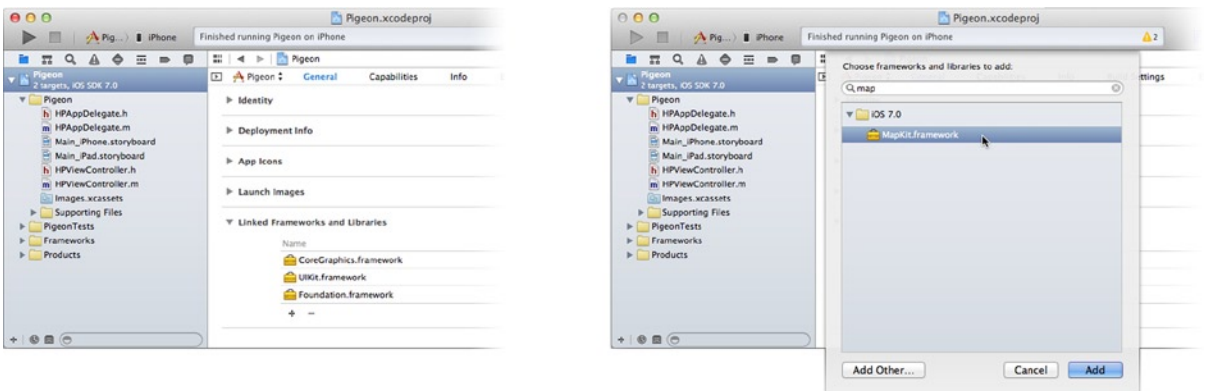 Pigeon.xcodeproj
Pig...) iPhone
Finished running Pigeon on iPhone
Pigeon
Pigeon
2 targets, iOS SDK 7.0
Pigeon
HPAppDelegate.h
HPAppDelegate.m
Main_iPhone.storyboard
Main_iPad.storyboard
HPViewController.h
HPViewController.m
Images.xcassets
Supporting Files
PigeonTests
Frameworks
Products
Pigeon General Capabilities Info
Identity
Deployment Info
App Icons
Launch Images
Linked Frameworks and Libraries
Name
CoreGraphics.framework
UIKit.framework
Foundation.framework
Pigeon.xcodeproj
Pig...) iPhone
Finished running Pigeon on iPhone
2
Pigeon
2 targets, iOS SDK 7.0
Pigeon
HPAppDelegate.h
HPAppDelegate.m
Main_iPhone.storyboard
Main_iPad.storyboard
HPViewController.h
HPViewController.m
Images.xcassets
Supporting Files
PigeonTests
Frameworks
Products
Choose frameworks and libraries to add:
map
iOS 7.0
MapKit.framework
Add Other... Cancel Add